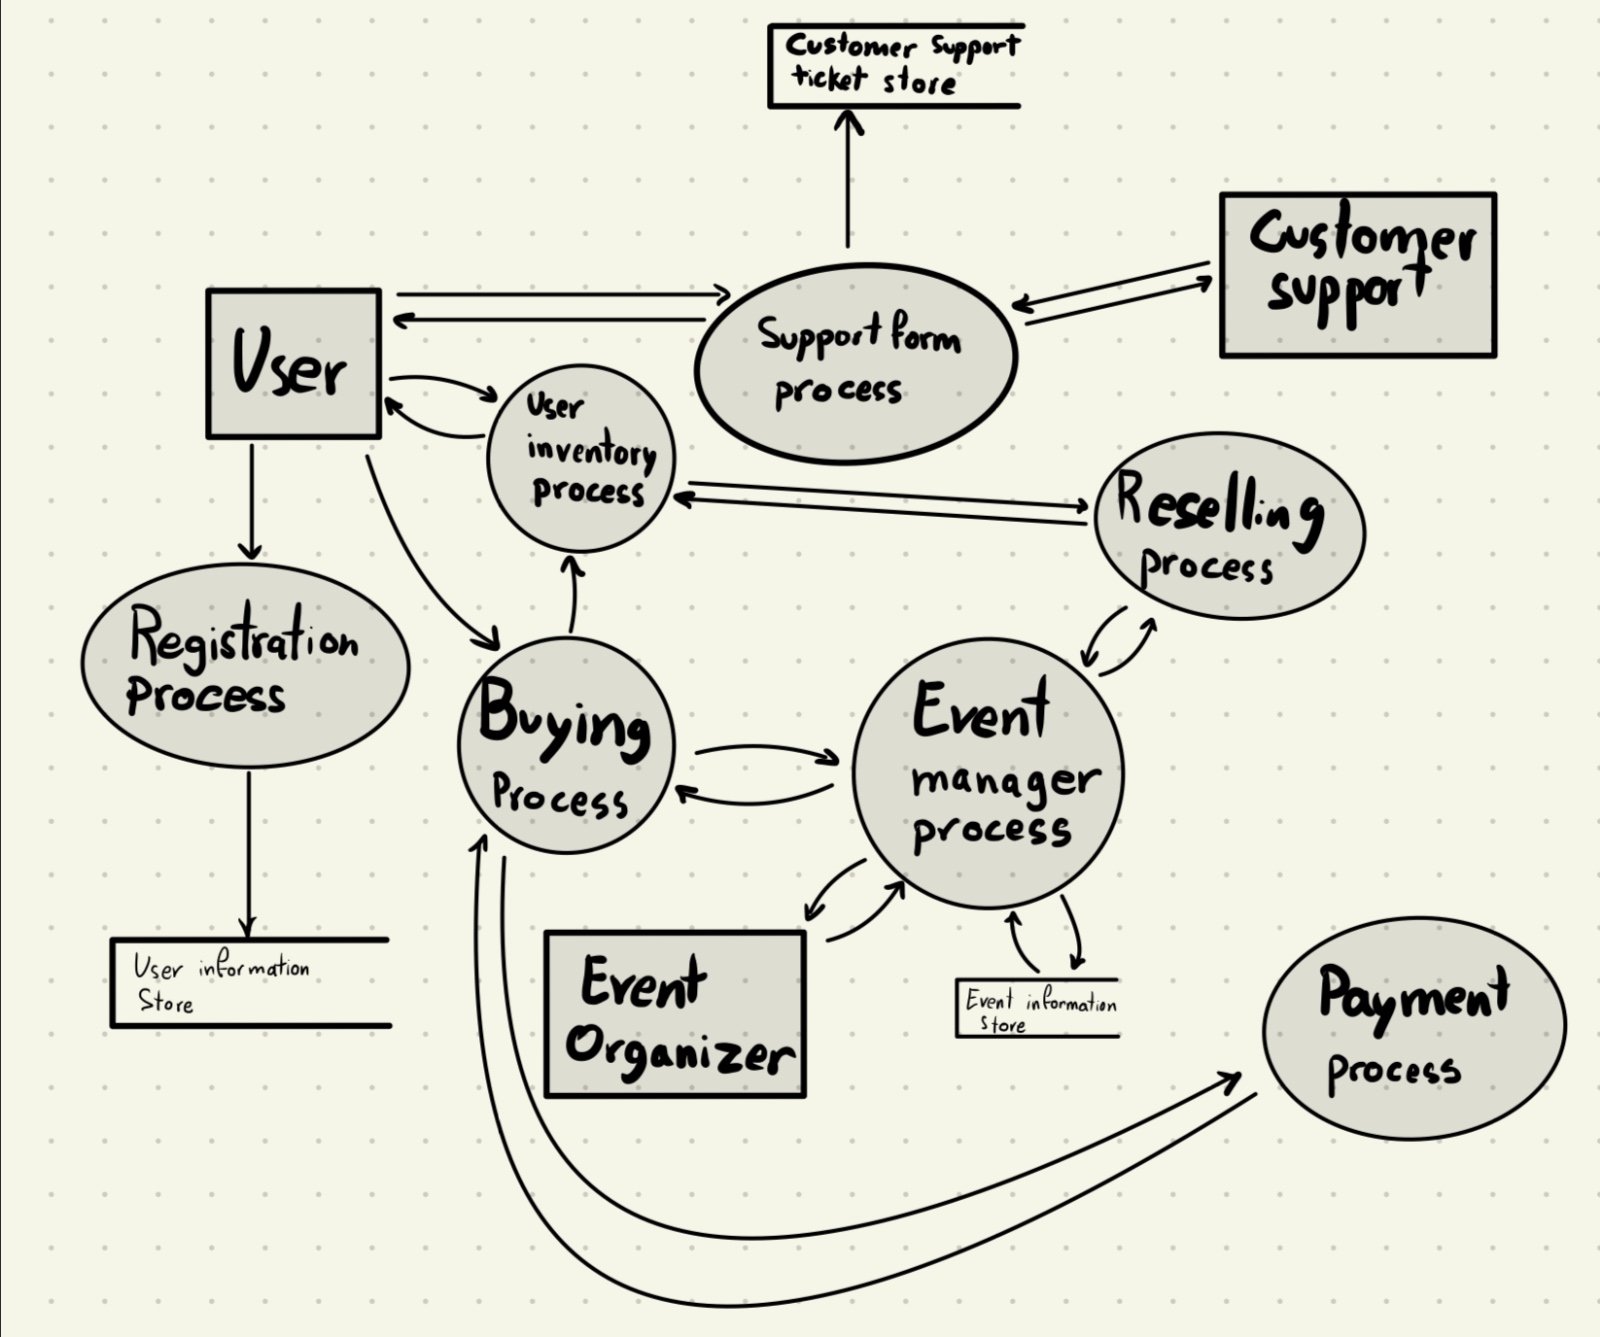 Customer support
ticket store
Customer
support
User
Support form
process
User
inventory
process
Reselling
process
Registration
process
Buying
Process
Event
manager
process
User information
Store
Event
Organizer
Event information
store
Payment
process